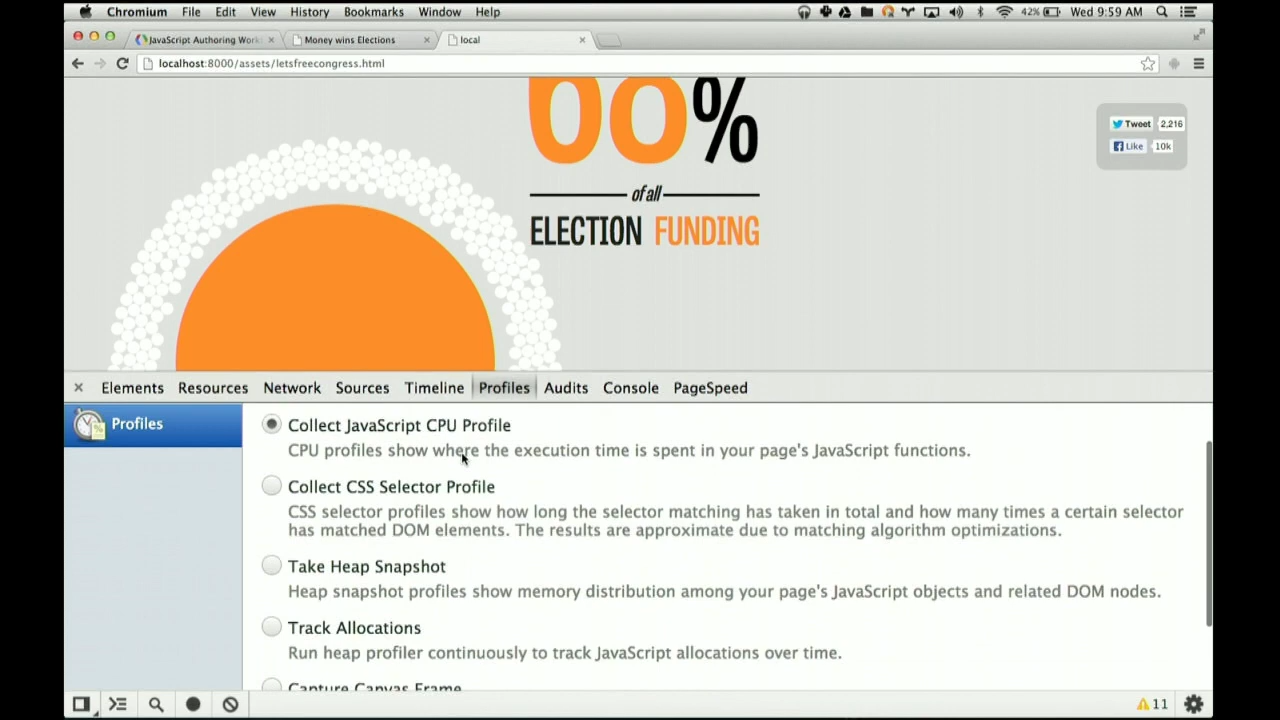 Chromium File Edit View History Bookmarks Window Help 42% Wed 9:59 AM
JavaScript Authoring Work Money wins Elections local
localhost:8000/assets/letsfreecongress.html
%
Tweet 2,216
Like 10k
of all
ELECTION FUNDING
Elements Resources Network Sources Timeline Profiles Audits Console PageSpeed
Profiles
Collect JavaScript CPU Profile
CPU profiles show where the execution time is spent in your page's JavaScript functions.
Collect CSS Selector Profile
CSS selector profiles show how long the selector matching has taken in total and how many times a certain selector
has matched DOM elements. The results are approximate due to matching algorithm optimizations.
Take Heap Snapshot
Heap snapshot profiles show memory distribution among your page's JavaScript objects and related DOM nodes.
Track Allocations
Run heap profiler continuously to track JavaScript allocations over time.
Capture Canvas Frame
11